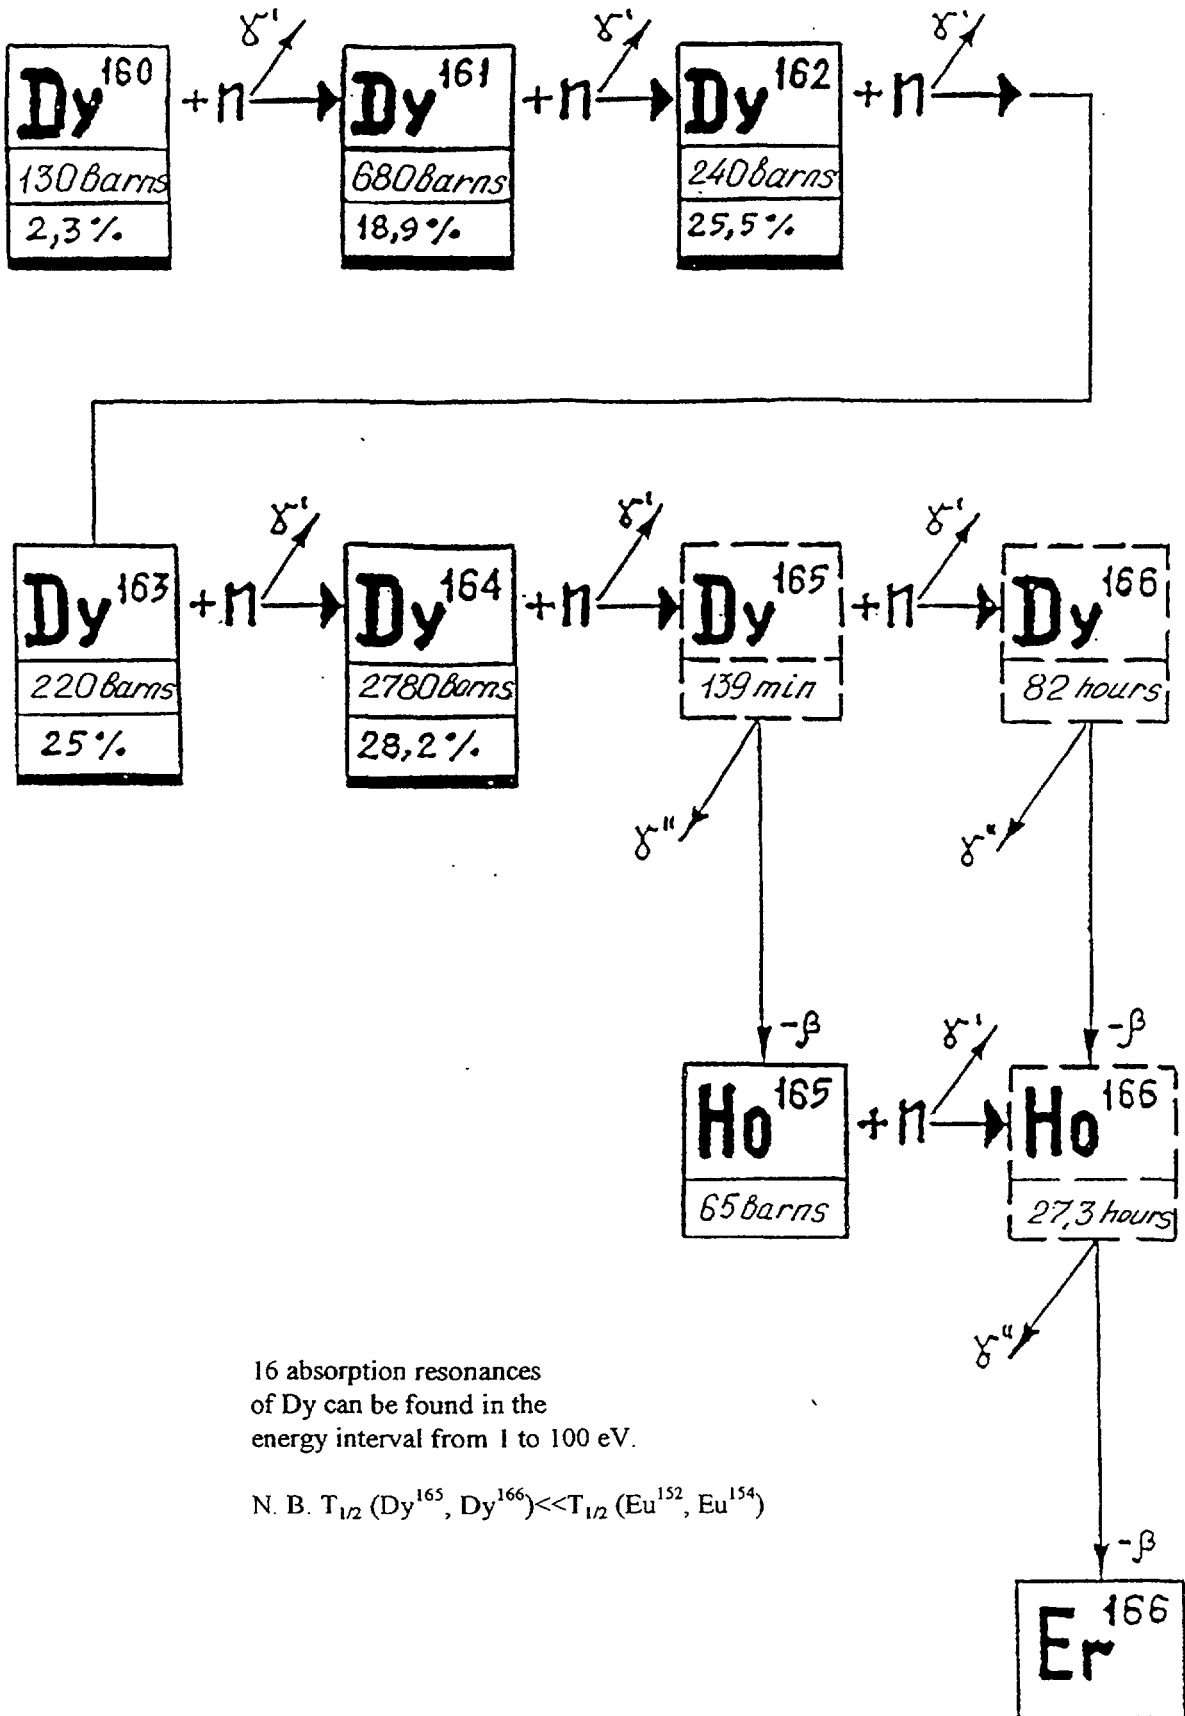 γ' γ' γ'
Dy160 +n Dy161 +n Dy162 +n
130 barns 680 barns 240 barns
2,3% 18,9% 25,5%
γ' γ' γ'
Dy163 +n Dy164 +n Dy165 +n Dy166
220 barns 2780 barns 139 min 82 hours
25% 28,2%
γ" γ"
-β γ' -β
Ho165 +n Ho166
65 barns 27,3 hours
γ"
16 absorption resonances
of Dy can be found in the
energy interval from 1 to 100 eV.
N. B. T1/2 (Dy165, Dy166)<<T1/2 (Eu152, Eu154)
-β
Er166